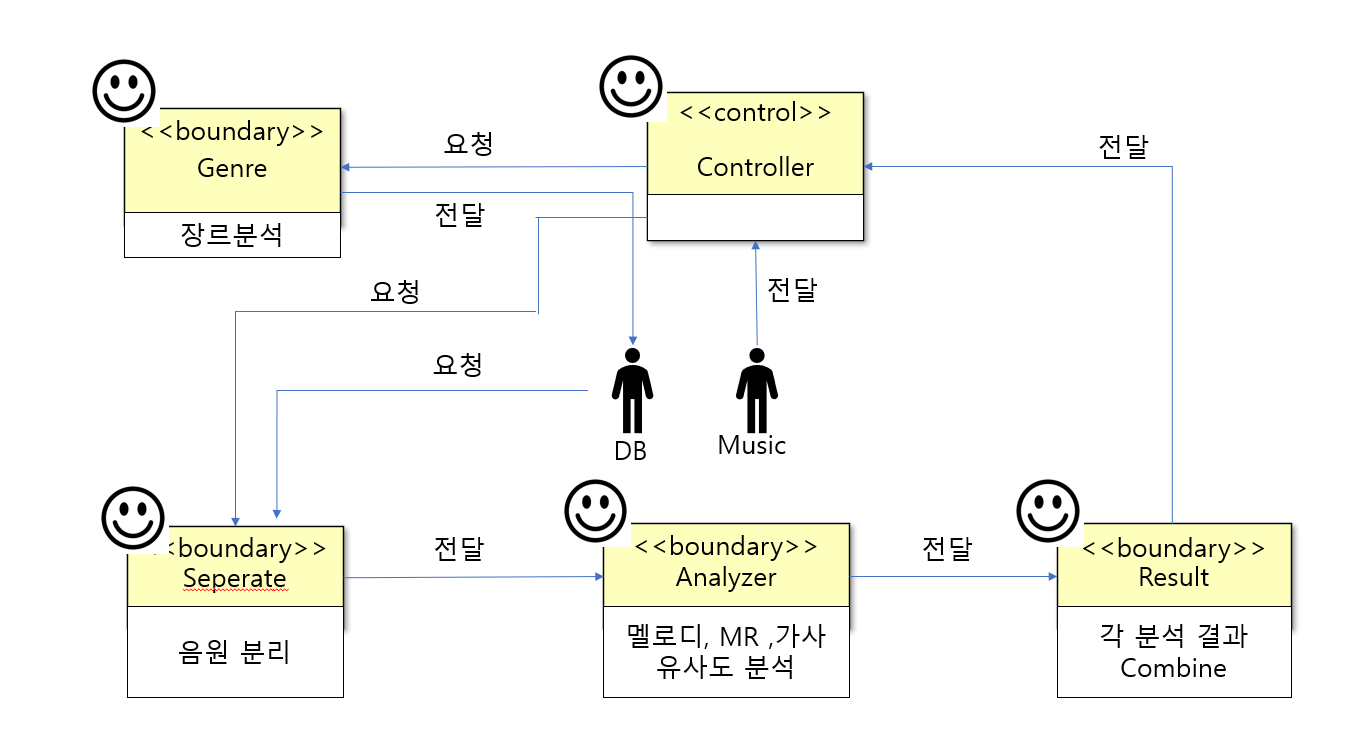 <<boundary>>
Genre
장르분석
요청
전달
<<control>>
Controller
전달
전달
요청
요청
DB
Music
<boundary>>
Seperate
음원 분리
전달
<<boundary>>
Analyzer
멜로디, MR ,가사
유사도 분석
전달
<<boundary>>
Result
각 분석 결과
Combine